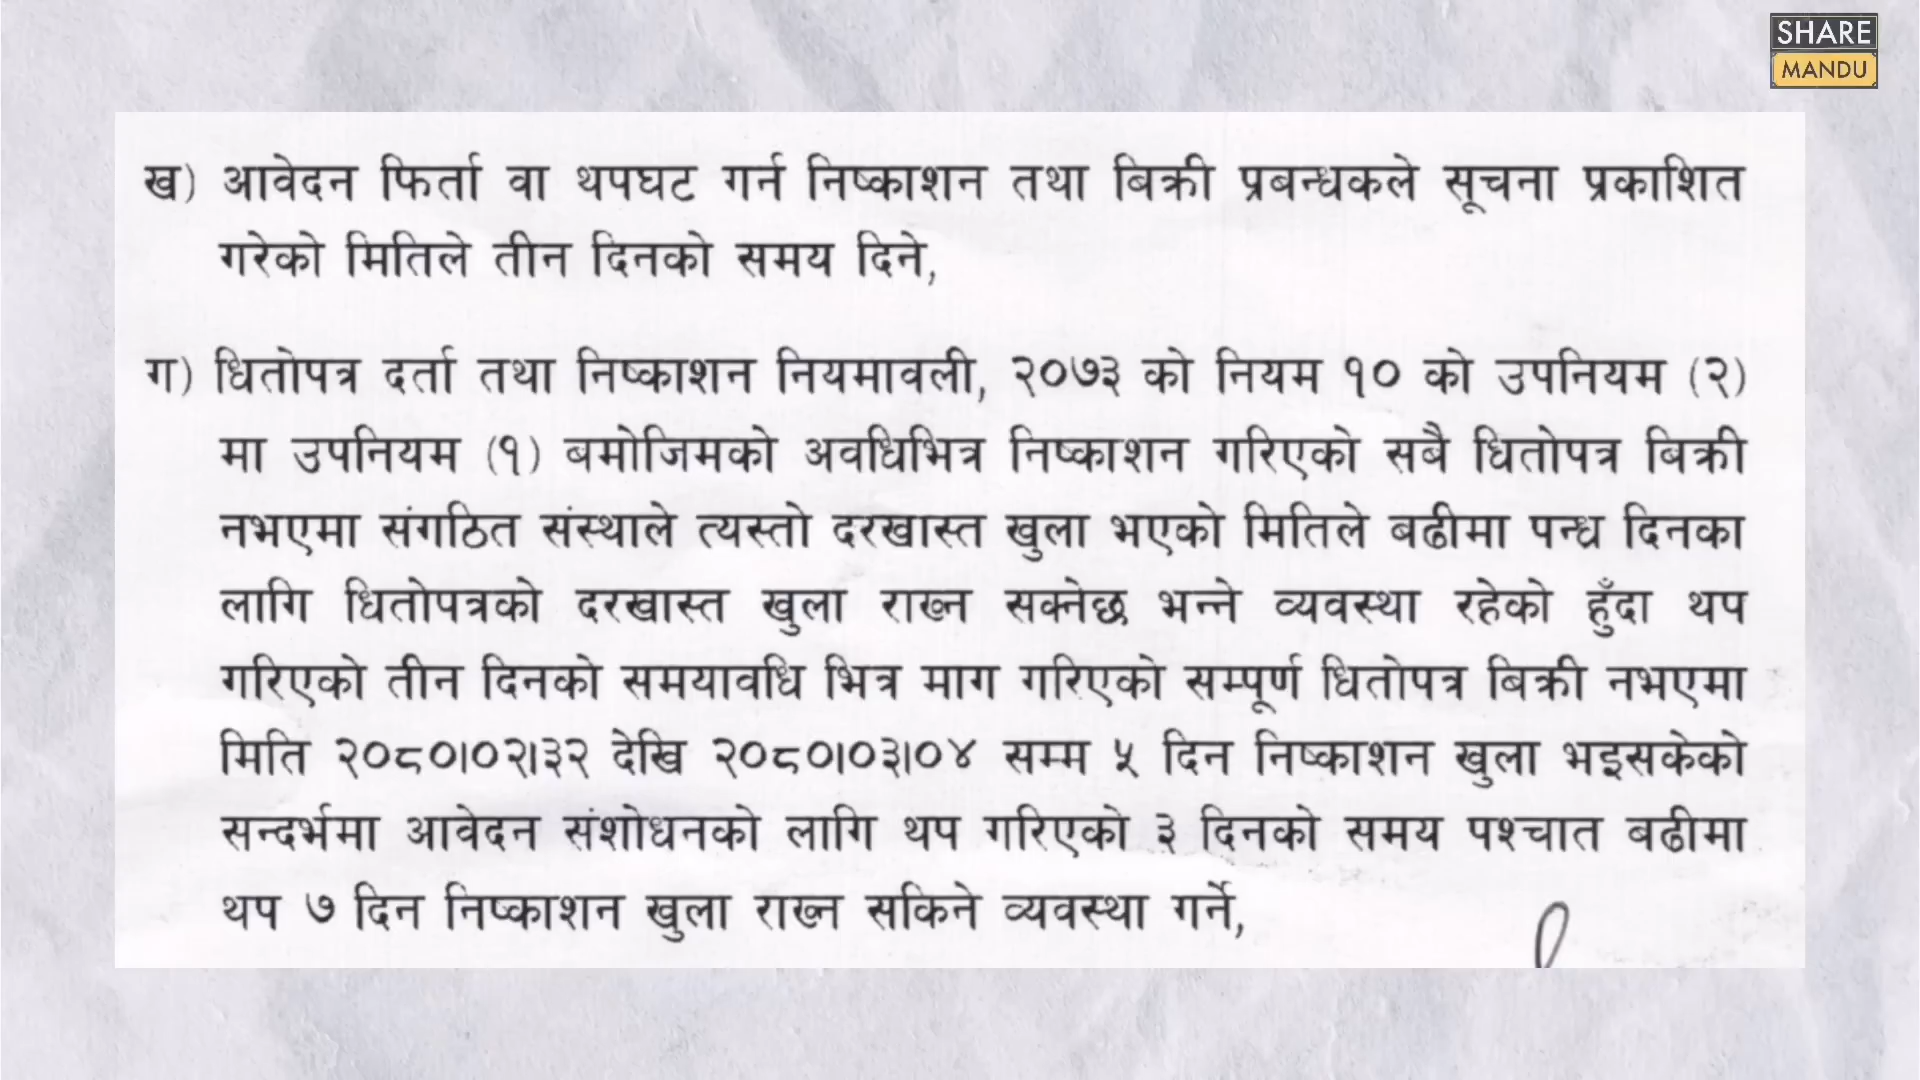 SHARE
MANDU
ख) आवेदन फिर्ता वा थपघट गर्न निष्काशन तथा बिक्री प्रबन्धकले सूचना प्रकाशित
गरेको मितिले तीन दिनको समय दिने,
ग) धितोपत्र दर्ता तथा निष्काशन नियमावली, २०७३ को नियम १० को उपनियम (२)
मा उपनियम (१) बमोजिमको अवधिभित्र निष्काशन गरिएको सबै धितोपत्र बिक्री
नभएमा संगठित संस्थाले त्यस्तो दरखास्त खुला भएको मितिले बढीमा पन्ध्र दिनका
लागि धितोपत्रको दरखास्त खुला राख्न सक्नेछ भन्ने व्यवस्था रहेको हुँदा थप
गरिएको तीन दिनको समयावधि भित्र माग गरिएको सम्पूर्ण धितोपत्र बिक्री नभएमा
मिति २०८०।०२।३२ देखि २०८०।०३।०४ सम्म ५ दिन निष्काशन खुला भइसकेको
सन्दर्भमा आवेदन संशोधनको लागि थप गरिएको ३ दिनको समय पश्चात बढीमा
थप ७ दिन निष्काशन खुला राख्न सकिने व्यवस्था गर्ने,